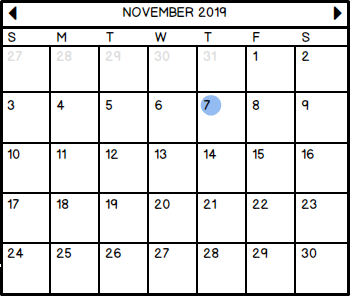 NOVEMBER 2019
S M T W T F S
27 28 29 30 31 1 2
3 4 5 6 7 8 9
10 11 12 13 14 15 16
17 18 19 20 21 22 23
24 25 26 27 28 29 30